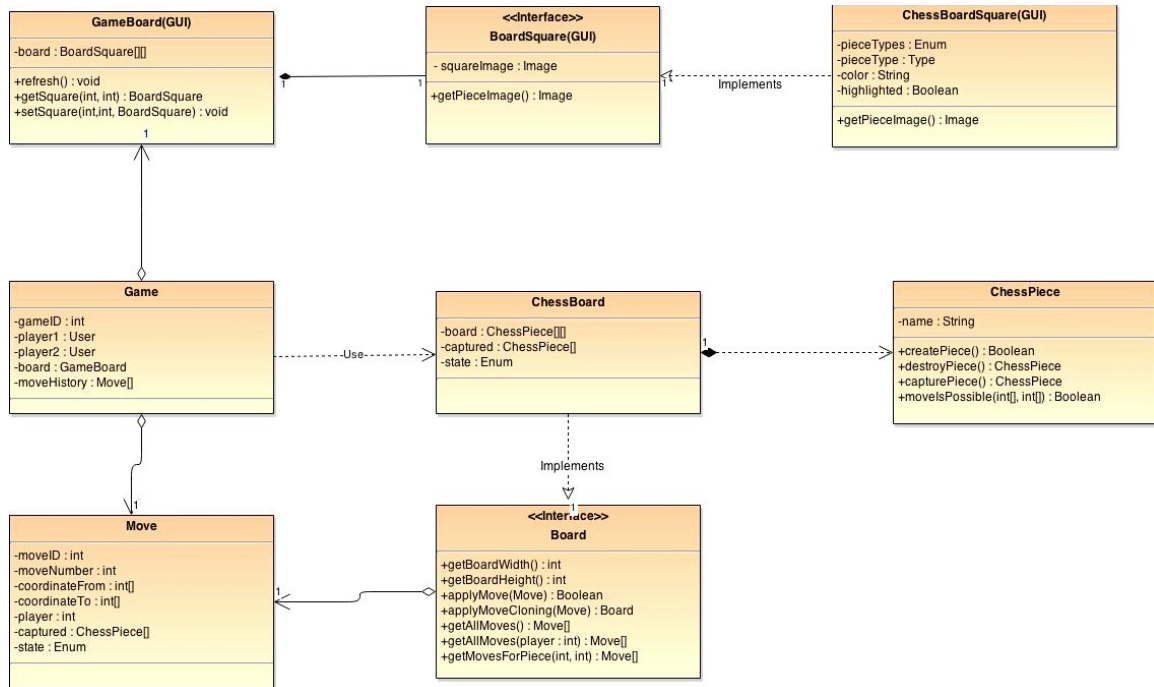 GameBoard(GUI)
-board : BoardSquare[][]
+refresh() : void
+getSquare(int, int) : BoardSquare
+setSquare(int,int, BoardSquare) : void
1
1
1
<<Interface>>
BoardSquare(GUI)
- squareImage : Image
+getPieceImage() : Image
1
Implements
ChessBoardSquare(GUI)
-pieceTypes : Enum
-pieceType : Type
-color : String
-highlighted : Boolean
+getPieceImage() : Image
Game
-gameID : int
-player1 : User
-player2 : User
-board : GameBoard
-moveHistory : Move[]
Use
ChessBoard
-board : ChessPiece[][]
-captured : ChessPiece[]
-state : Enum
1
ChessPiece
-name : String
+createPiece() : Boolean
+destroyPiece() : ChessPiece
+capturePiece() : ChessPiece
+moveIsPossible(int[], int[]) : Boolean
Implements
1
1
Move
-moveID : int
-moveNumber : int
-coordinateFrom : int[]
-coordinateTo : int[]
-player : int
-captured : ChessPiece[]
-state : Enum
1
<<Interface>>
Board
+getBoardWidth() : int
+getBoardHeight() : int
+applyMove(Move) : Boolean
+applyMoveCloning(Move) : Board
+getAllMoves() : Move[]
+getAllMoves(player : int) : Move[]
+getMovesForPiece(int, int) : Move[]